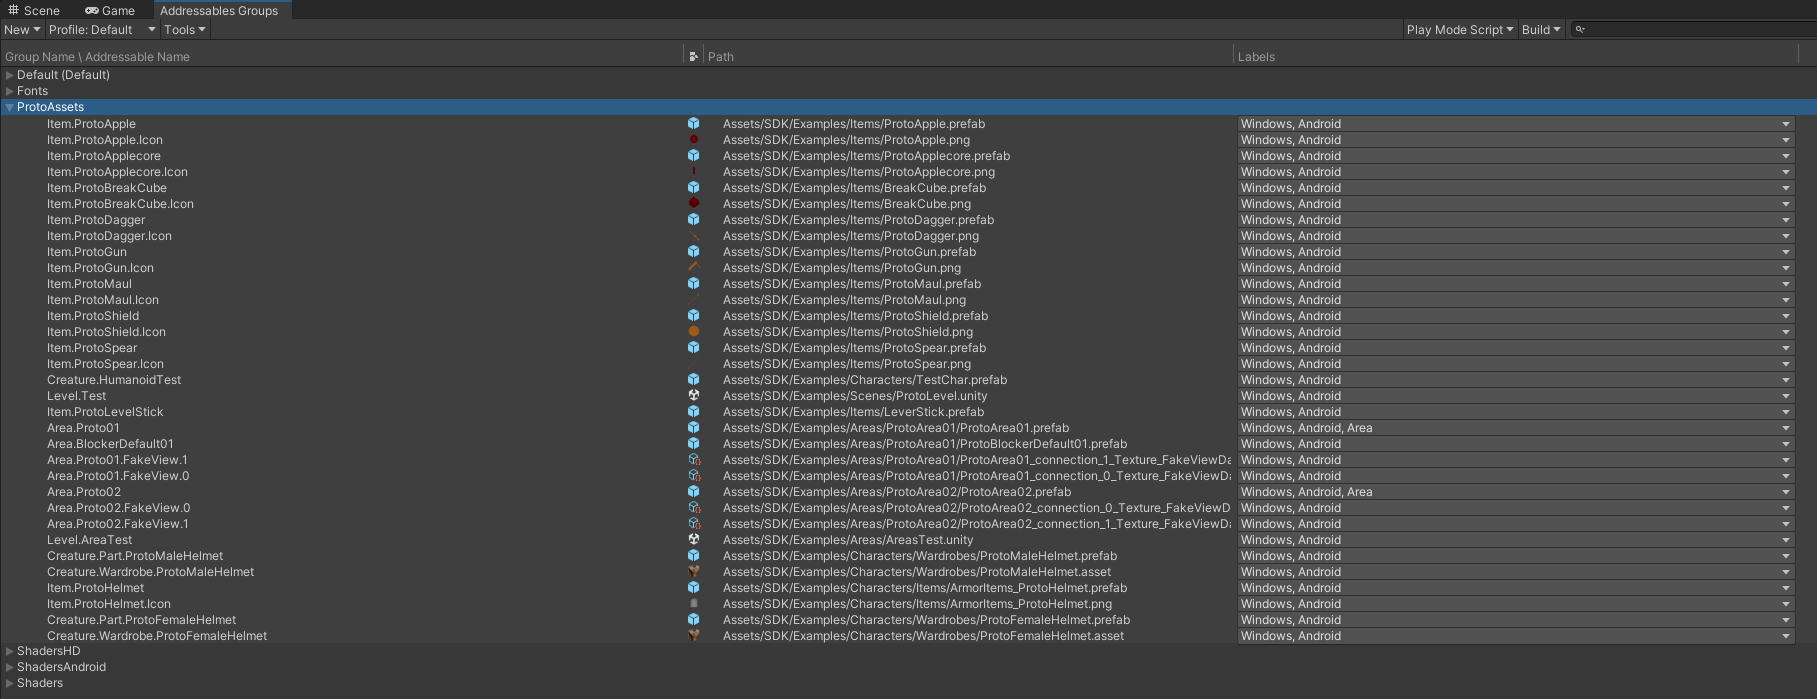 Scene Game Addressables Groups
New Profile: Default Tools Play Mode Script Build
Group Name \ Addressable Name Path Labels
Default (Default)
Fonts
ProtoAssets
Item.ProtoApple Assets/SDK/Examples/Items/ProtoApple.prefab Windows, Android
Item.ProtoApple.Icon Assets/SDK/Examples/Items/ProtoApple.png Windows, Android
Item.ProtoApplecore Assets/SDK/Examples/Items/ProtoApplecore.prefab Windows, Android
Item.ProtoApplecore.Icon Assets/SDK/Examples/Items/ProtoApplecore.png Windows, Android
Item.ProtoBreakCube Assets/SDK/Examples/Items/BreakCube.prefab Windows, Android
Item.ProtoBreakCube.Icon Assets/SDK/Examples/Items/BreakCube.png Windows, Android
Item.ProtoDagger Assets/SDK/Examples/Items/ProtoDagger.prefab Windows, Android
Item.ProtoDagger.Icon Assets/SDK/Examples/Items/ProtoDagger.png Windows, Android
Item.ProtoGun Assets/SDK/Examples/Items/ProtoGun.prefab Windows, Android
Item.ProtoGun.Icon Assets/SDK/Examples/Items/ProtoGun.png Windows, Android
Item.ProtoMaul Assets/SDK/Examples/Items/ProtoMaul.prefab Windows, Android
Item.ProtoMaul.Icon Assets/SDK/Examples/Items/ProtoMaul.png Windows, Android
Item.ProtoShield Assets/SDK/Examples/Items/ProtoShield.prefab Windows, Android
Item.ProtoShield.Icon Assets/SDK/Examples/Items/ProtoShield.png Windows, Android
Item.ProtoSpear Assets/SDK/Examples/Items/ProtoSpear.prefab Windows, Android
Item.ProtoSpear.Icon Assets/SDK/Examples/Items/ProtoSpear.png Windows, Android
Creature.HumanoidTest Assets/SDK/Examples/Characters/TestChar.prefab Windows, Android
Level.Test Assets/SDK/Examples/Scenes/ProtoLevel.unity Windows, Android
Item.ProtoLevelStick Assets/SDK/Examples/Items/LeverStick.prefab Windows, Android
Area.Proto01 Assets/SDK/Examples/Areas/ProtoArea01/ProtoArea01.prefab Windows, Android, Area
Area.BlockerDefault01 Assets/SDK/Examples/Areas/ProtoArea01/ProtoBlockerDefault01.prefab Windows, Android
Area.Proto01.FakeView.1 Assets/SDK/Examples/Areas/ProtoArea01/ProtoArea01_connection_1_Texture_FakeViewDa Windows, Android
Area.Proto01.FakeView.0 Assets/SDK/Examples/Areas/ProtoArea01/ProtoArea01_connection_0_Texture_FakeViewDa Windows, Android
Area.Proto02 Assets/SDK/Examples/Areas/ProtoArea02/ProtoArea02.prefab Windows, Android, Area
Area.Proto02.FakeView.0 Assets/SDK/Examples/Areas/ProtoArea02/ProtoArea02_connection_0_Texture_FakeViewD Windows, Android
Area.Proto02.FakeView.1 Assets/SDK/Examples/Areas/ProtoArea02/ProtoArea02_connection_1_Texture_FakeViewDa Windows, Android
Level.AreaTest Assets/SDK/Examples/Areas/AreasTest.unity Windows, Android
Creature.Part.ProtoMaleHelmet Assets/SDK/Examples/Characters/Wardrobes/ProtoMaleHelmet.prefab Windows, Android
Creature.Wardrobe.ProtoMaleHelmet Assets/SDK/Examples/Characters/Wardrobes/ProtoMaleHelmet.asset Windows, Android
Item.ProtoHelmet Assets/SDK/Examples/Characters/Items/ArmorItems_ProtoHelmet.prefab Windows, Android
Item.ProtoHelmet.Icon Assets/SDK/Examples/Characters/Items/ArmorItems_ProtoHelmet.png Windows, Android
Creature.Part.ProtoFemaleHelmet Assets/SDK/Examples/Characters/Wardrobes/ProtoFemaleHelmet.prefab Windows, Android
Creature.Wardrobe.ProtoFemaleHelmet Assets/SDK/Examples/Characters/Wardrobes/ProtoFemaleHelmet.asset Windows, Android
ShadersHD
ShadersAndroid
Shaders